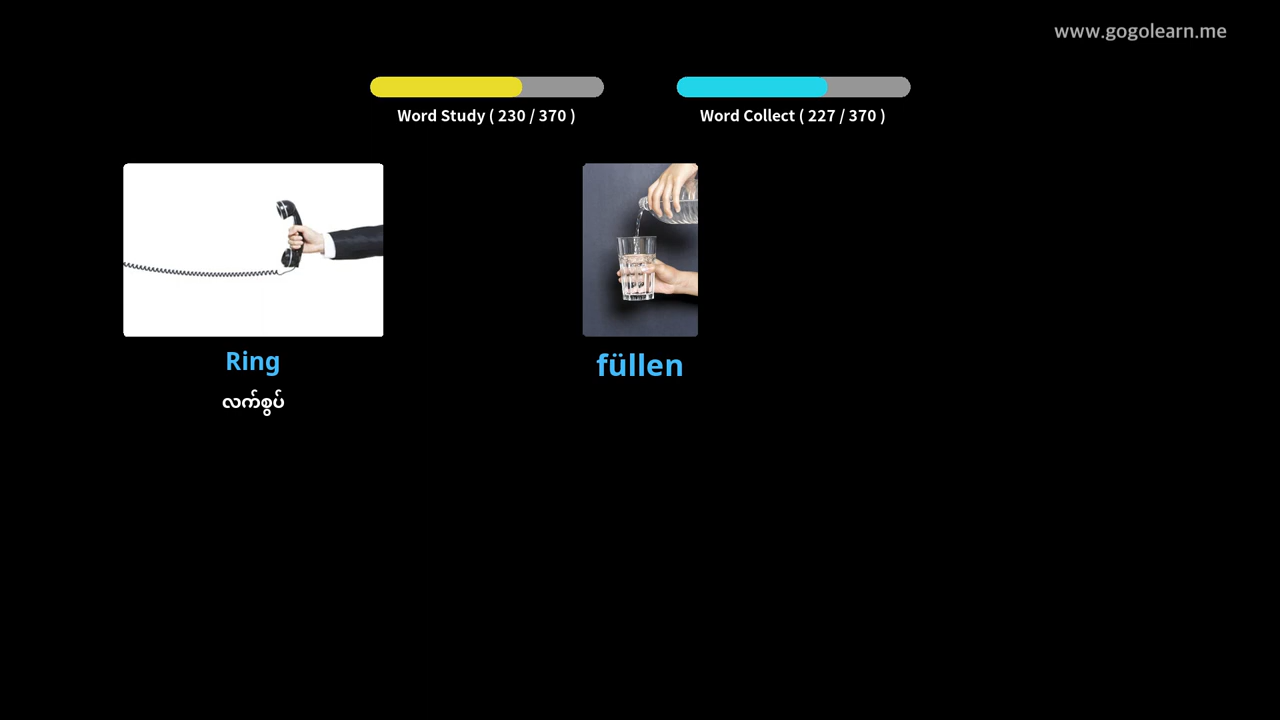 www.gogolearn.me
Word Study ( 230 / 370 )
Word Collect ( 227 / 370 )
Ring
လက်စွပ်
füllen